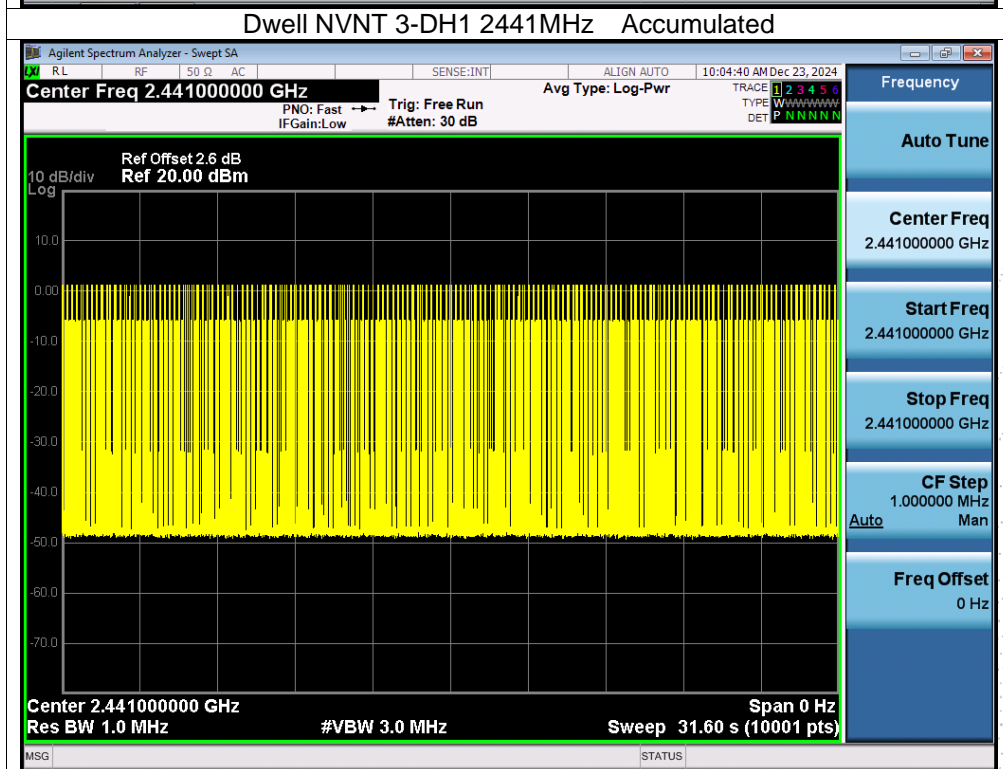 Dwell NVNT 3-DH1 2441MHz Accumulated
Agilent Spectrum Analyzer - Swept SA
LXI RL RF 50 Ω AC SENSE:INT ALIGN AUTO 10:04:40 AM Dec 23, 2024
Center Freq 2.441000000 GHz
PNO: Fast
IFGain:Low
Trig: Free Run
#Atten: 30 dB
Avg Type: Log-Pwr
TRACE 1 2 3 4 5 6
TYPE WWWWWWW
DET P N N N N N
Ref Offset 2.6 dB
10 dB/div Ref 20.00 dBm
Log
10.0
0.00
-10.0
-20.0
-30.0
-40.0
-50.0
-60.0
-70.0
Center 2.441000000 GHz Span 0 Hz
Res BW 1.0 MHz #VBW 3.0 MHz Sweep 31.60 s (10001 pts)
MSG STATUS
Frequency
Auto Tune
Center Freq
2.441000000 GHz
Start Freq
2.441000000 GHz
Stop Freq
2.441000000 GHz
CF Step
1.000000 MHz
Auto Man
Freq Offset
0 Hz